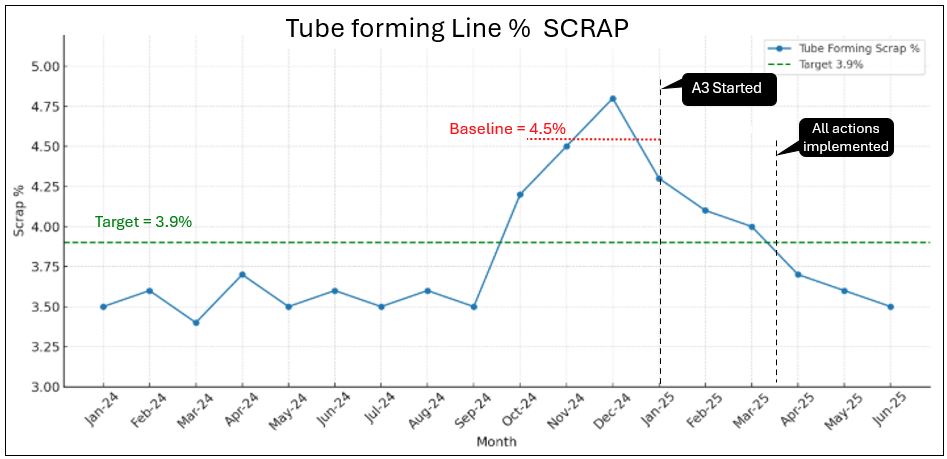 Tube forming Line %  SCRAP
Tube Forming Scrap %
Target 3.9%
A3 Started
All actions
implemented
Baseline = 4.5%
Target = 3.9%
Scrap %
5.00
4.75
4.50
4.25
4.00
3.75
3.50
3.25
3.00
Jan-24
Feb-24
Mar-24
Apr-24
May-24
Jun-24
Jul-24
Aug-24
Sep-24
Oct-24
Nov-24
Dec-24
Jan-25
Feb-25
Mar-25
Apr-25
May-25
Jun-25
Month